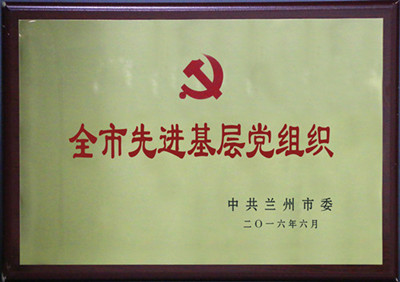 全市先进基层党组织
中共兰州市委
二〇一六年六月